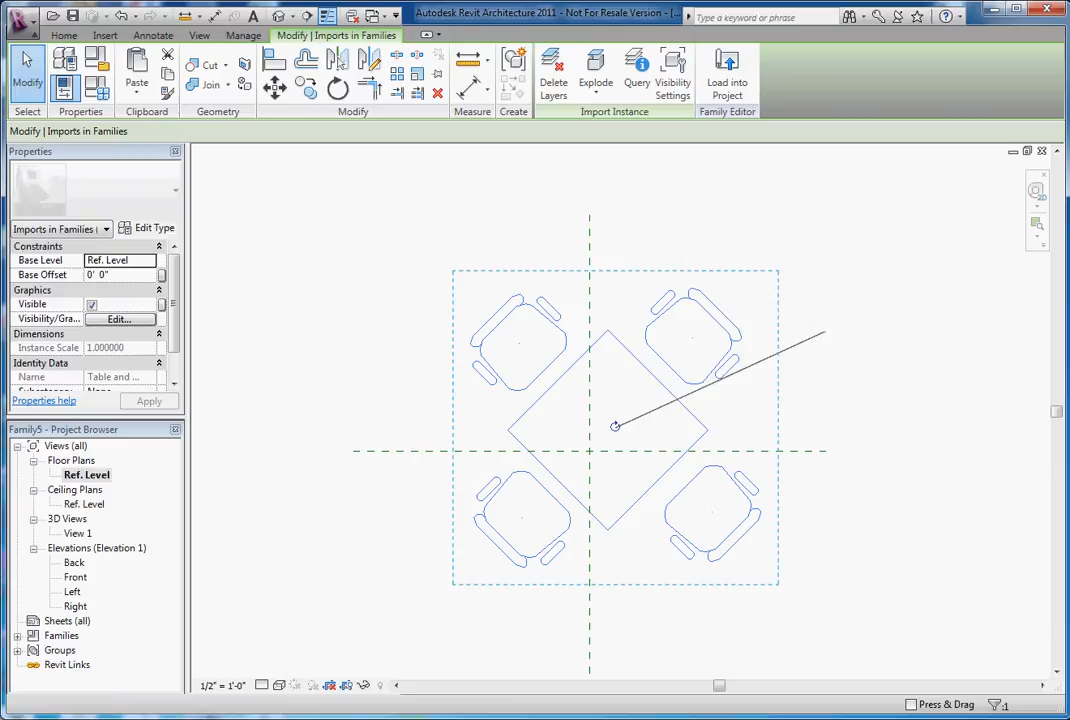 Autodesk Revit Architecture 2011 - Not For Resale Version - [...
Type a keyword or phrase
Home Insert Annotate View Manage Modify | Imports in Families
Modify
Paste
Cut
Join
Delete Layers
Explode
Query
Visibility Settings
Load into Project
Select Properties Clipboard Geometry Modify Measure Create Import Instance Family Editor
Modify | Imports in Families
Properties
Imports in Families
Edit Type
Constraints
Base Level Ref. Level
Base Offset 0' 0"
Graphics
Visible
Visibility/Gra... Edit...
Dimensions
Instance Scale 1.000000
Identity Data
Name Table and ...
Properties help Apply
Family5 - Project Browser
Views (all)
Floor Plans
Ref. Level
Ceiling Plans
Ref. Level
3D Views
View 1
Elevations (Elevation 1)
Back
Front
Left
Right
Sheets (all)
Families
Groups
Revit Links
2D
1/2" = 1'-0"
Press & Drag
:1